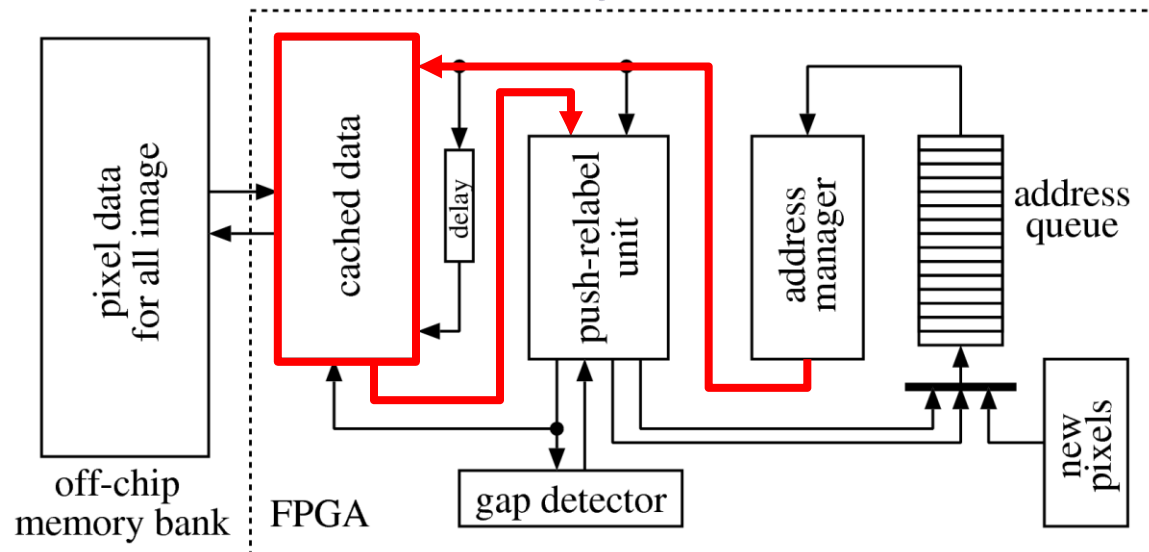 pixel data
for all image
off-chip
memory bank
FPGA
cached data
delay
push-relabel
unit
gap detector
address
manager
address
queue
new
pixels